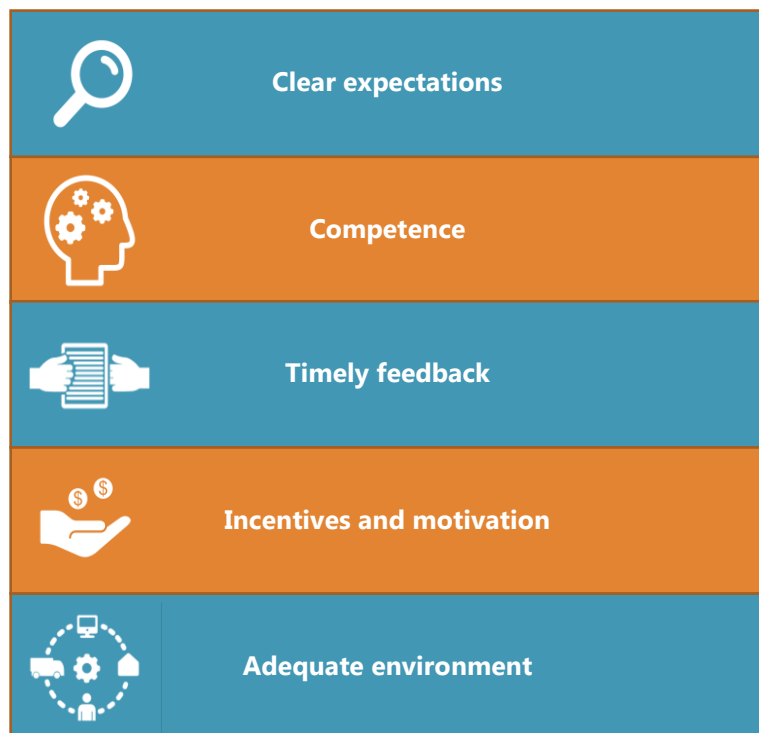 Clear expectations
Competence
Timely feedback
$ $
Incentives and motivation
Adequate environment